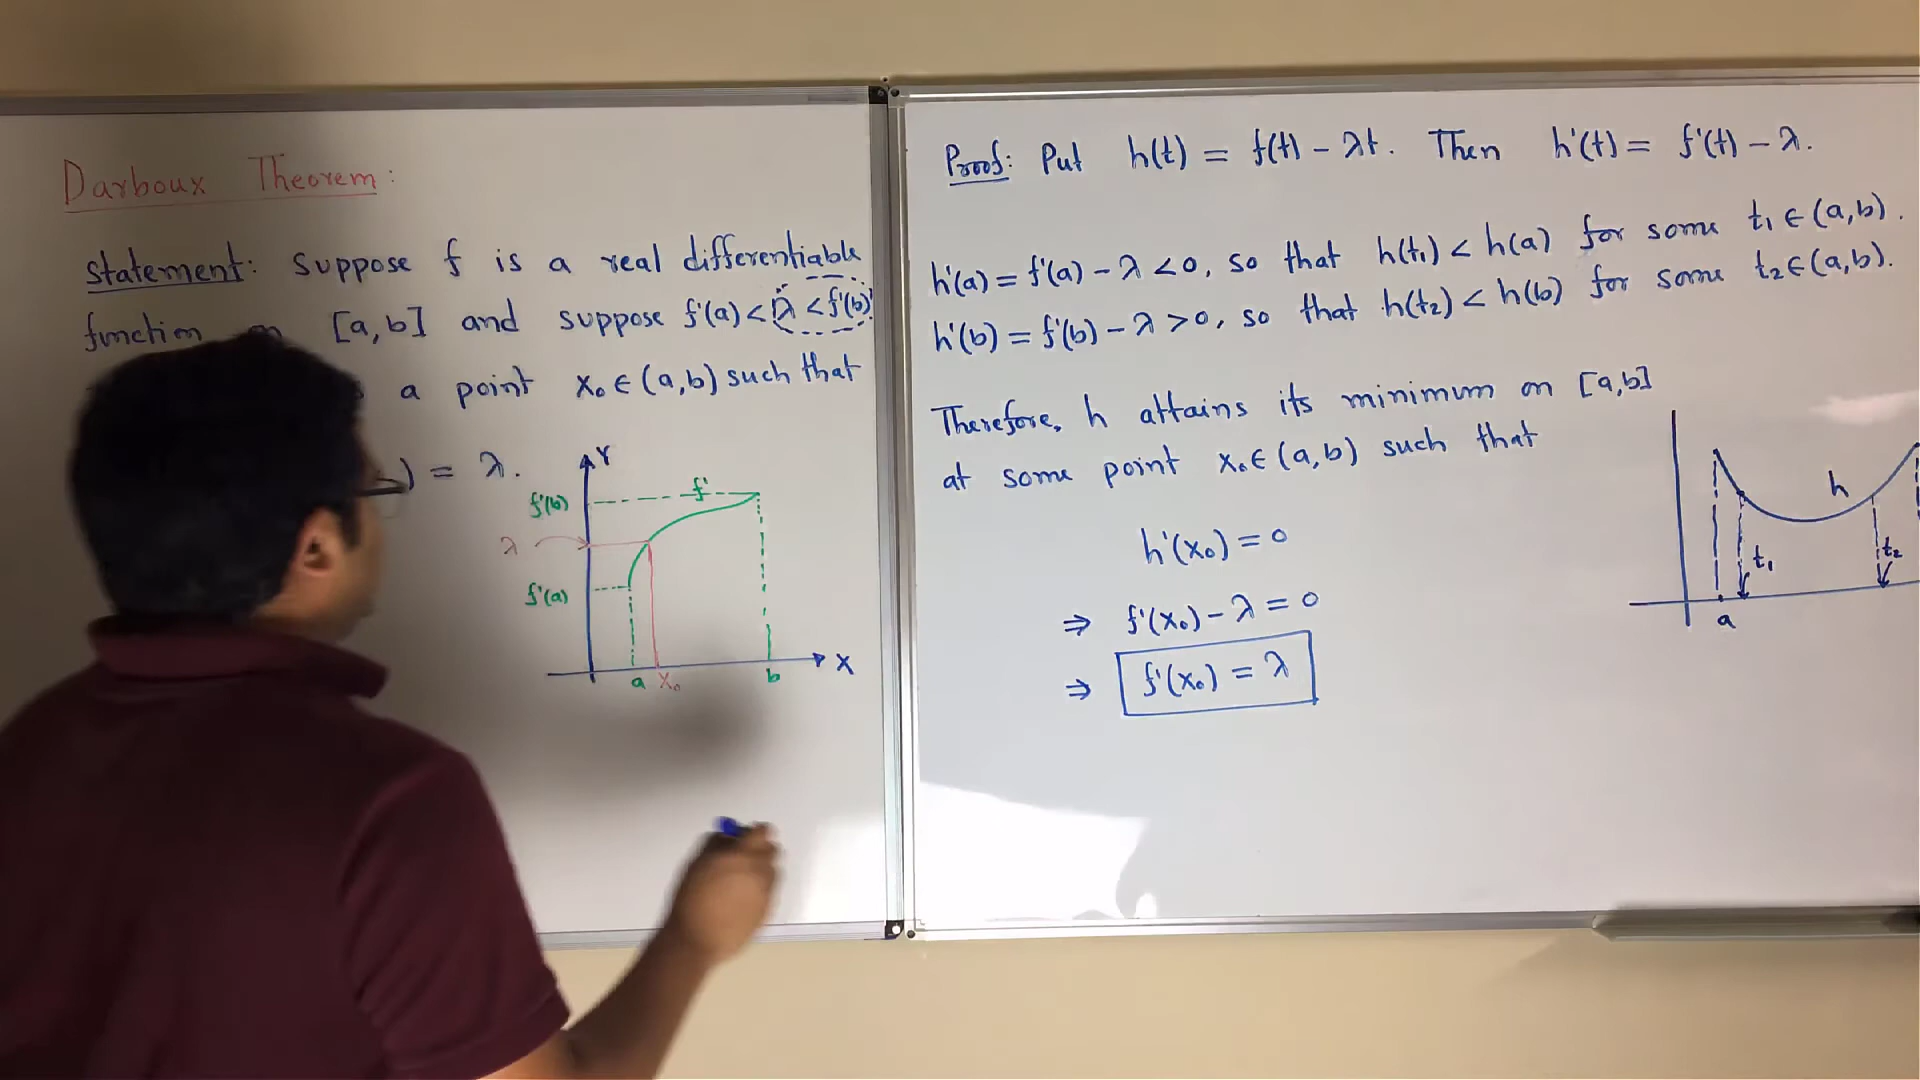 Darboux Theorem:
Statement: Suppose f is a real differentiable
function [a,b] and suppose f'(a) < λ < f'(b)
a point x₀ ∈ (a,b) such that
) = λ.
Y
f'(b)
f'
λ
f'(a)
a x₀ b X
Proof: Put h(t) = f(t) - λt. Then h'(t) = f'(t) - λ.
h'(a) = f'(a) - λ < 0, so that h(t₁) < h(a) for some t₁ ∈ (a,b).
h'(b) = f'(b) - λ > 0, so that h(t₂) < h(b) for some t₂ ∈ (a,b).
Therefore, h attains its minimum on [a,b]
at some point x₀ ∈ (a,b) such that
h'(x₀) = 0
⇒ f'(x₀) - λ = 0
⇒ f'(x₀) = λ
h
t₁ t₂
a